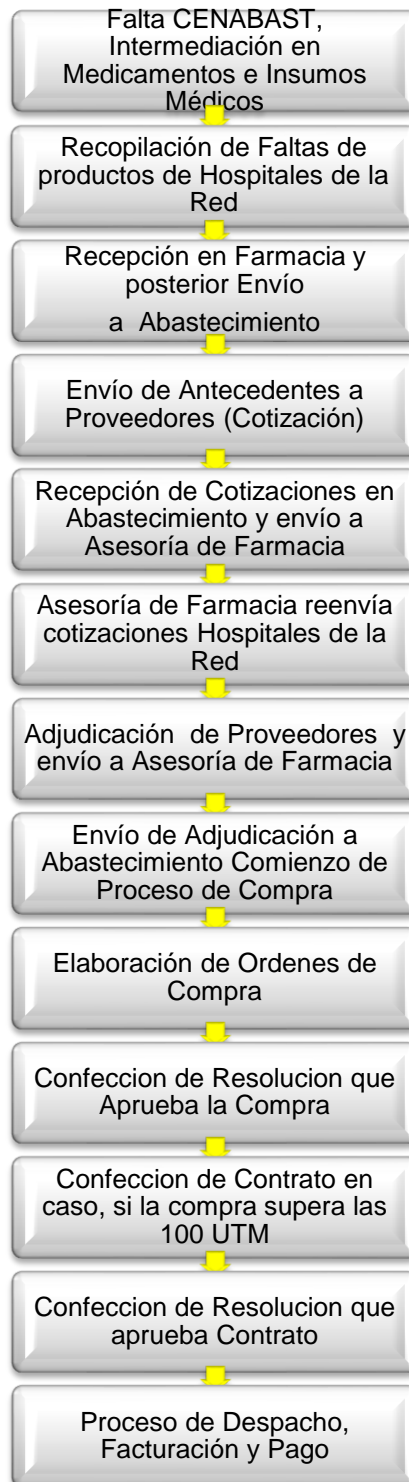 Falta CENABAST,
Intermediación en
Medicamentos e Insumos
Médicos
Recopilación de Faltas de
productos de Hospitales de la
Red
Recepción en Farmacia y
posterior Envío
a Abastecimiento
Envío de Antecedentes a
Proveedores (Cotización)
Recepción de Cotizaciones en
Abastecimiento y envío a
Asesoría de Farmacia
Asesoría de Farmacia reenvía
cotizaciones Hospitales de la
Red
Adjudicación de Proveedores y
envío a Asesoría de Farmacia
Envío de Adjudicación a
Abastecimiento Comienzo de
Proceso de Compra
Elaboración de Ordenes de
Compra
Confeccion de Resolucion que
Aprueba la Compra
Confeccion de Contrato en
caso, si la compra supera las
100 UTM
Confeccion de Resolucion que
aprueba Contrato
Proceso de Despacho,
Facturación y Pago